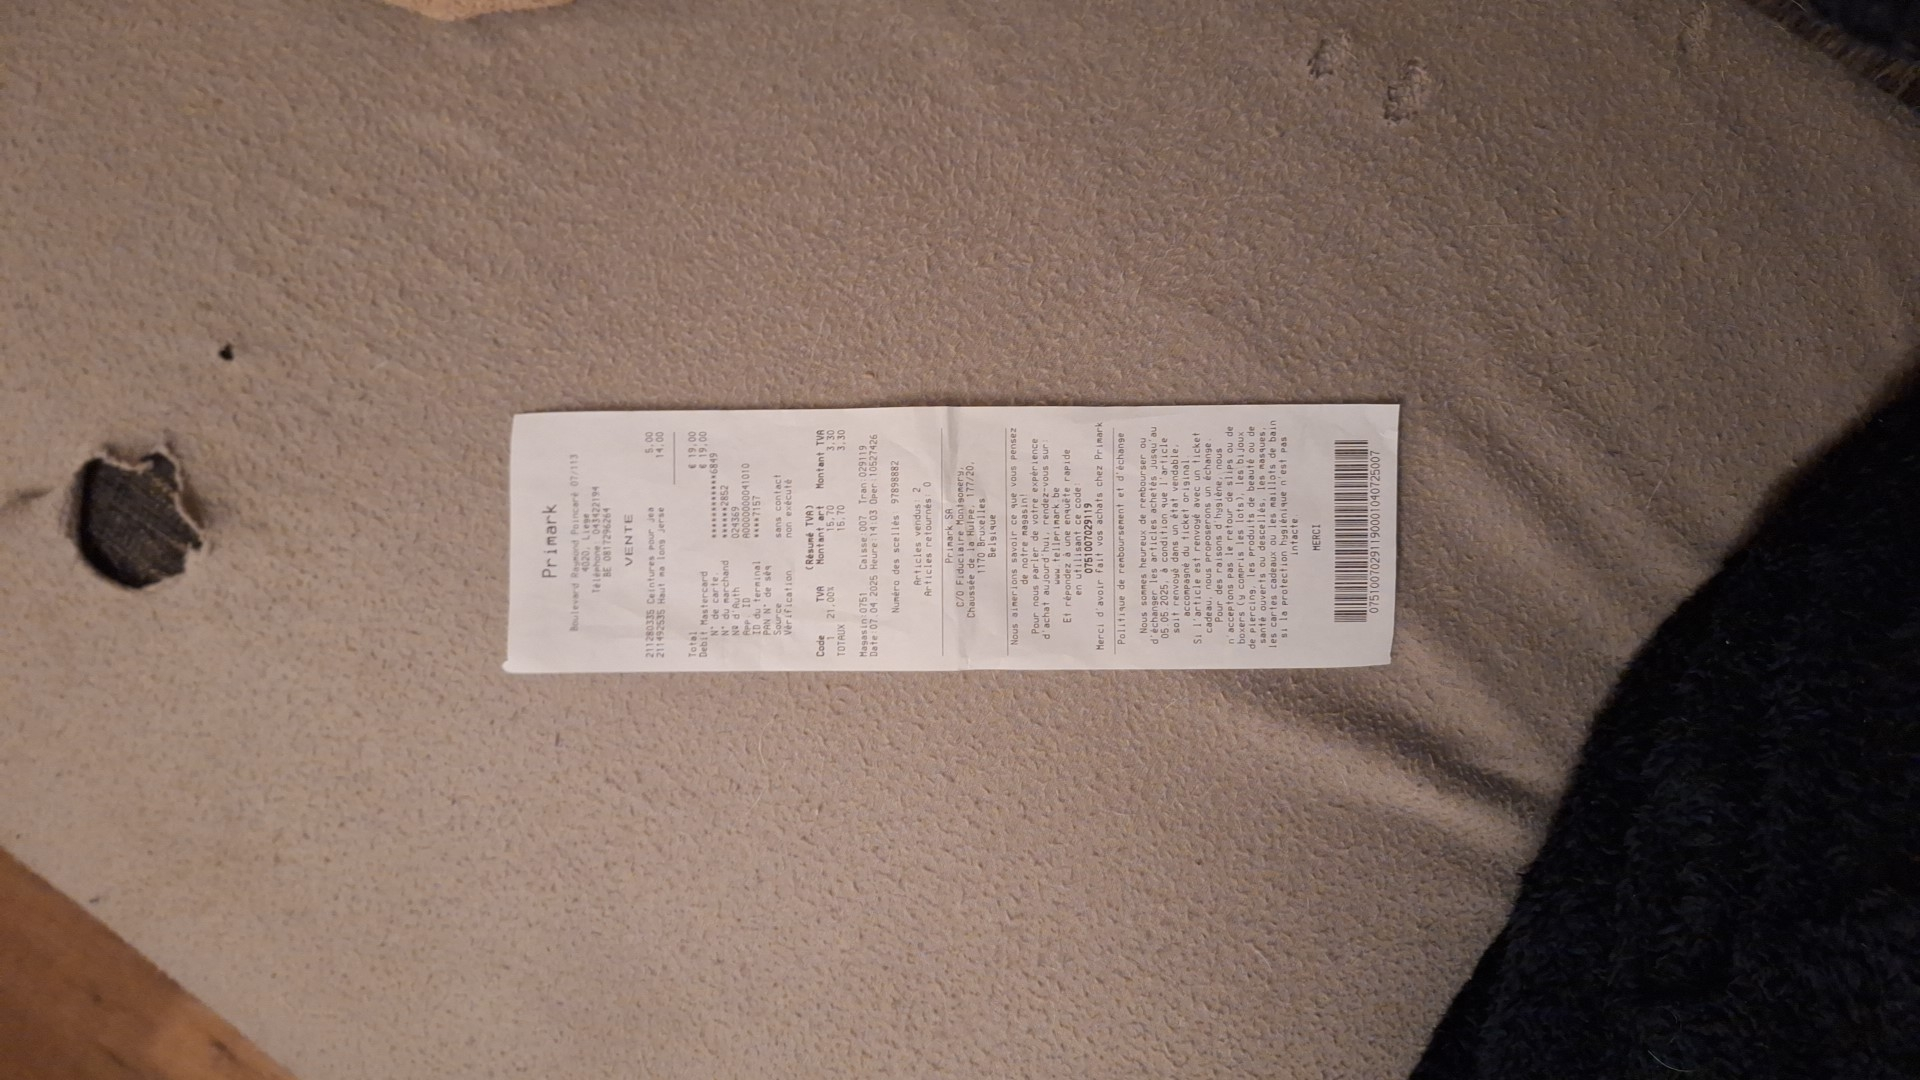 Primark
Boulevard Raymond Poincaré 07/113
4020, Liège
Téléphone 043422194
BE 0817296264
VENTE
211280335 Ceintures pour jea 5,00
211492535 Haut ma lons jerse 14,00
Total € 19,00
Debit Mastercard € 19,00
N° de carte ************6849
N° du marchand ******2852
N° d'Auth 024369
App. ID A0000000041010
ID du terminal ****7157
PAN N° de séq
Source sans contact
Vérification non exécuté
(Résumé TVA)
Code TVA Montant art Montant TVA
1 21,00% 15,70 3,30
TOTAUX 15,70 3,30
Magasin:0751 Caisse:007 Tran:029119
Date:07.04.2025 Heure:14:03 Oper:10527426
Numéro des scellés 97898882
Articles vendus: 2
Articles retournés: 0
Primark SA
C/O Fiduciaire Montgomery,
Chaussée de la Hulpe, 177/20,
1170 Bruxelles
Belgique
Nous aimerions savoir ce que vous pensez
de notre magasin!
Pour nous parler de votre expérience
d'achat aujourd'hui, rendez-vous sur:
www.tellprimark.be
Et répondez à une enquête rapide
en utilisant ce code.
0751007029119
Merci d'avoir fait vos achats chez Primark
Politique de remboursement et d'échange
Nous sommes heureux de rembourser ou
d'échanger les articles achetés jusqu'au
05.05.2025, à condition que l'article
soit renvoyé dans un état vendable,
accompagné du ticket original.
Si l'article est renvoyé avec un ticket
cadeau, nous proposerons un échange.
Pour des raisons d'hygiène, nous
n'acceptons pas le retour de slips ou de
boxers (y compris les lots), les bijoux
de piercing, les produits de beauté ou de
santé ouverts ou descellés, les masques,
les cartes cadeaux ou les maillots de bain
si la protection hygiénique n'est pas
intacte
MERCI
0751007029119000104072​5007